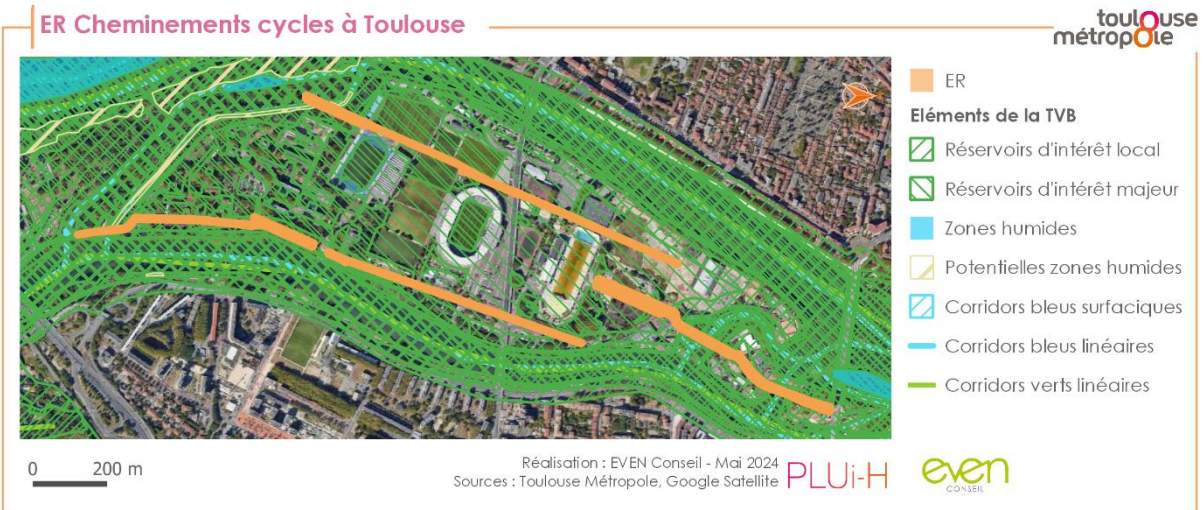 ER Cheminements cycles à Toulouse
toulouse
métropole
ER
Eléments de la TVB
Réservoirs d'intérêt local
Réservoirs d'intérêt majeur
Zones humides
Potentielles zones humides
Corridors bleus surfaciques
Corridors bleus linéaires
Corridors verts linéaires
0 200 m
Réalisation : EVEN Conseil - Mai 2024
Sources : Toulouse Métropole, Google Satellite
PLUi-H
even
CONSEIL